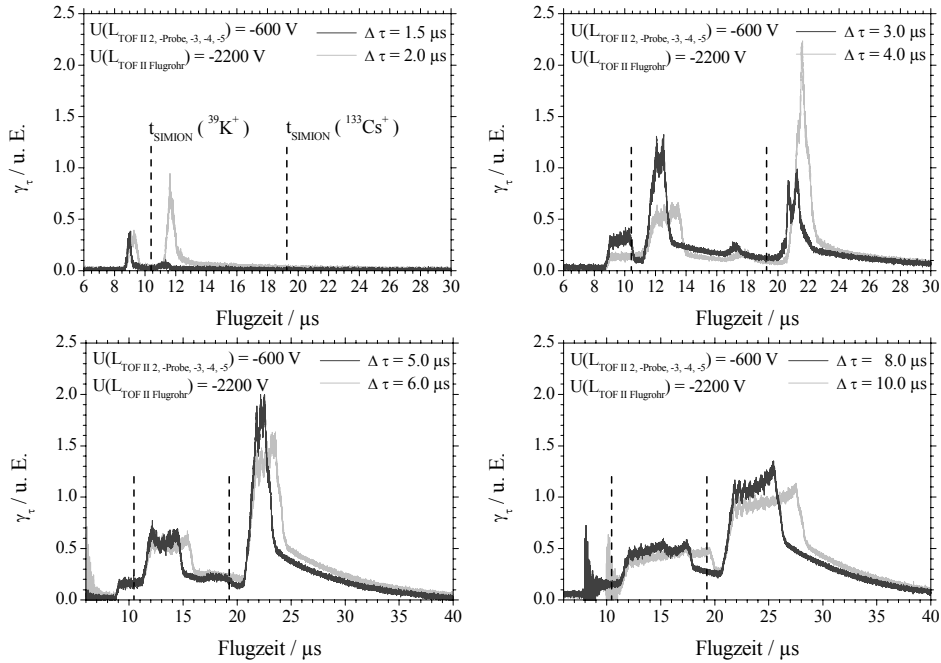 U(L_TOF II 2, -Probe, -3, -4, -5) = -600 V
U(L_TOF II Flugrohr) = -2200 V
Δ τ = 1.5 µs
Δ τ = 2.0 µs
t_SIMION (³⁹K⁺)
t_SIMION (¹³³Cs⁺)
γ_τ / u. E.
2.5
2.0
1.5
1.0
0.5
0.0
6 8 10 12 14 16 18 20 22 24 26 28 30
Flugzeit / µs
U(L_TOF II 2, -Probe, -3, -4, -5) = -600 V
U(L_TOF II Flugrohr) = -2200 V
Δ τ = 3.0 µs
Δ τ = 4.0 µs
γ_τ / u. E.
2.5
2.0
1.5
1.0
0.5
0.0
6 8 10 12 14 16 18 20 22 24 26 28 30
Flugzeit / µs
U(L_TOF II 2, -Probe, -3, -4, -5) = -600 V
U(L_TOF II Flugrohr) = -2200 V
Δ τ = 5.0 µs
Δ τ = 6.0 µs
γ_τ / u. E.
2.5
2.0
1.5
1.0
0.5
0.0
10 15 20 25 30 35 40
Flugzeit / µs
U(L_TOF II 2, -Probe, -3, -4, -5) = -600 V
U(L_TOF II Flugrohr) = -2200 V
Δ τ = 8.0 µs
Δ τ = 10.0 µs
γ_τ / u. E.
2.5
2.0
1.5
1.0
0.5
0.0
10 15 20 25 30 35 40
Flugzeit / µs